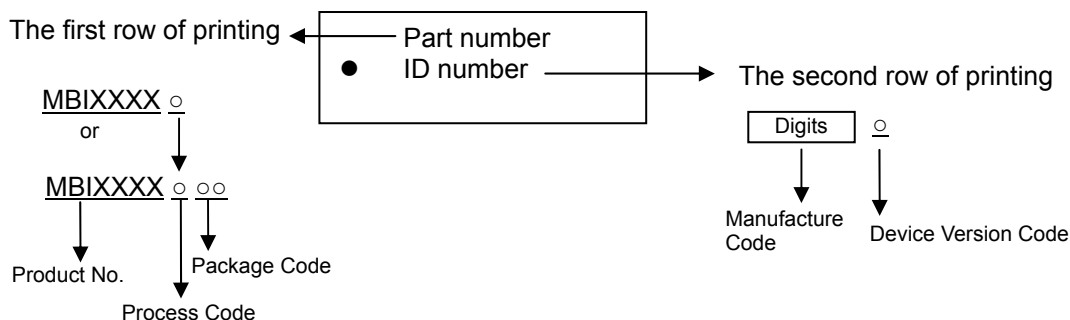 The first row of printing
Part number
ID number
The second row of printing
MBIXXXX ○
or
MBIXXXX ○ ○○
Product No.
Package Code
Process Code
Digits ○
Manufacture
Code
Device Version Code